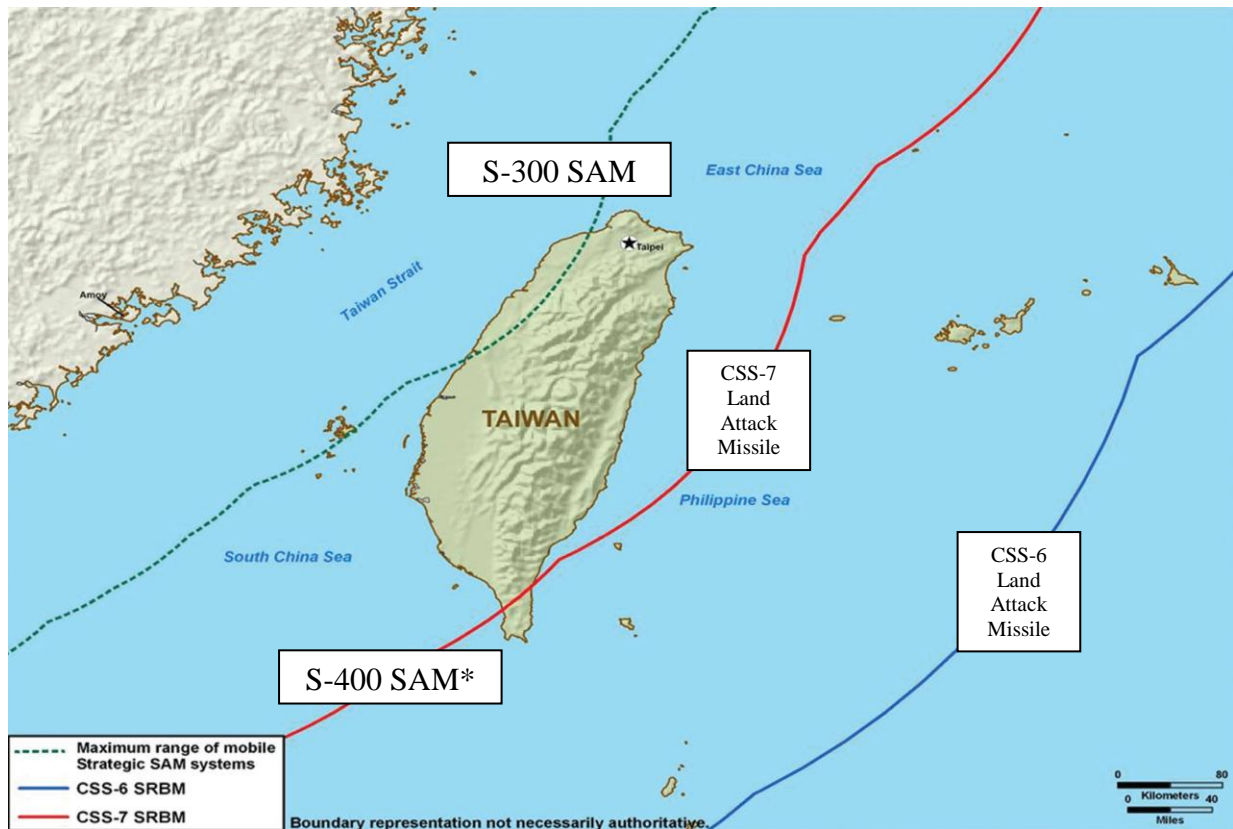 S-300 SAM
East China Sea
Taipei
Taiwan Strait
Amoy
CSS-7
Land
Attack
Missile
TAIWAN
Philippine Sea
South China Sea
CSS-6
Land
Attack
Missile
S-400 SAM*
Maximum range of mobile
Strategic SAM systems
CSS-6 SRBM
CSS-7 SRBM
Boundary representation not necessarily authoritative.
0 80
Kilometers
0 40
Miles